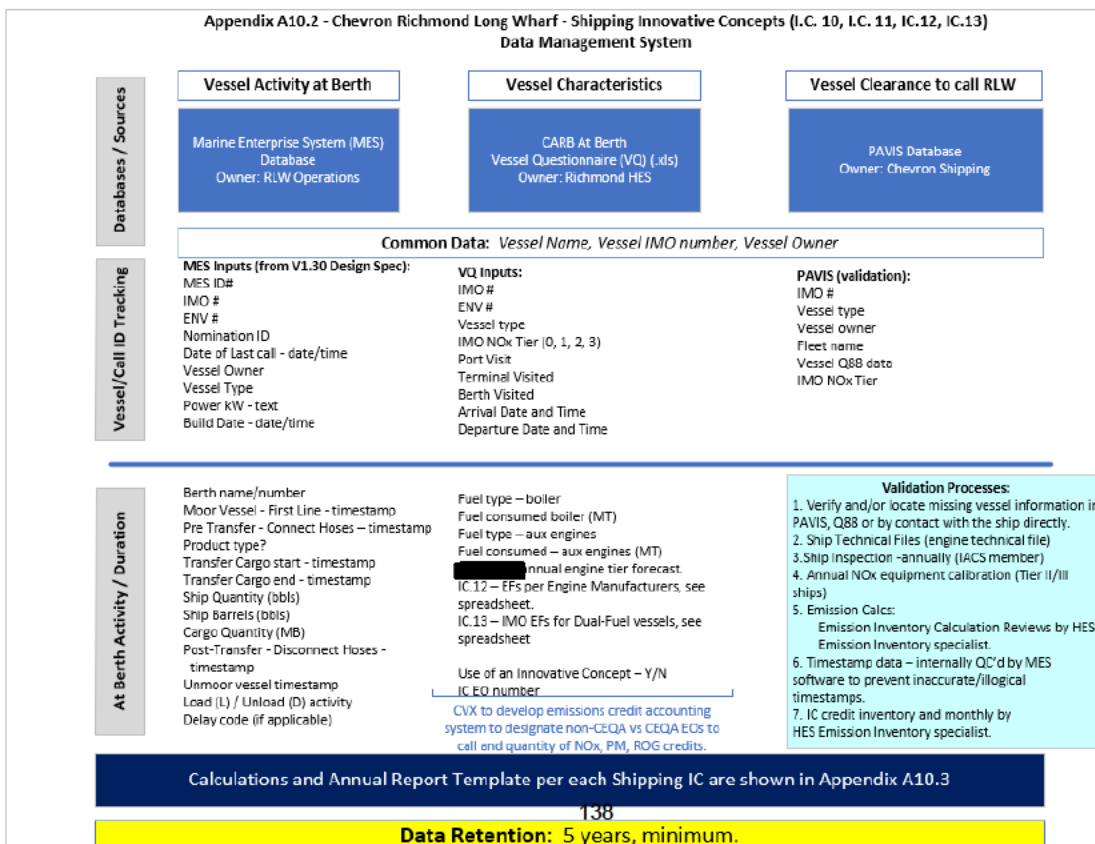 Appendix A10.2 - Chevron Richmond Long Wharf - Shipping Innovative Concepts (I.C. 10, I.C. 11, IC.12, IC.13)
Data Management System
Databases / Sources
Vessel Activity at Berth
Vessel Characteristics
Vessel Clearance to call RLW
Marine Enterprise System (MES)
Database
Owner: RLW Operations
CARB At Berth
Vessel Questionnaire (VQ) (.xls)
Owner: Richmond HES
PAVIS Database
Owner: Chevron Shipping
Common Data: Vessel Name, Vessel IMO number, Vessel Owner
Vessel/Call ID Tracking
MES Inputs (from V1.30 Design Spec):
MES ID#
IMO #
ENV #
Nomination ID
Date of Last call - date/time
Vessel Owner
Vessel Type
Power kW - text
Build Date - date/time
VQ Inputs:
IMO #
ENV #
Vessel type
IMO NOx Tier (0, 1, 2, 3)
Port Visit
Terminal Visited
Berth Visited
Arrival Date and Time
Departure Date and Time
PAVIS (validation):
IMO #
Vessel type
Vessel owner
Fleet name
Vessel Q88 data
IMO NOx Tier
At Berth Activity / Duration
Berth name/number
Moor Vessel - First Line - timestamp
Pre Transfer - Connect Hoses – timestamp
Product type?
Transfer Cargo start - timestamp
Transfer Cargo end - timestamp
Ship Quantity (bbls)
Ship Barrels (bbls)
Cargo Quantity (MB)
Post-Transfer - Disconnect Hoses -
timestamp
Unmoor vessel timestamp
Load (L) / Unload (D) activity
Delay code (if applicable)
Fuel type – boiler
Fuel consumed boiler (MT)
Fuel type – aux engines
Fuel consumed – aux engines (MT)
nnual engine tier forecast.
IC.12 – EFs per Engine Manufacturers, see
spreadsheet.
IC.13 – IMO EFs for Dual-Fuel vessels, see
spreadsheet
Use of an Innovative Concept – Y/N
IC EO number
CVX to develop emissions credit accounting
system to designate non-CEQA vs CEQA EOs to
call and quantity of NOx, PM, ROG credits.
Validation Processes:
1. Verify and/or locate missing vessel information in
PAVIS, Q88 or by contact with the ship directly.
2. Ship Technical Files (engine technical file)
3.Ship Inspection -annually (IACS member)
4. Annual NOx equipment calibration (Tier II/III
ships)
5. Emission Calcs:
Emission Inventory Calculation Reviews by HES
Emission Inventory specialist.
6. Timestamp data – internally QC'd by MES
software to prevent inaccurate/illogical
timestamps.
7. IC credit inventory and monthly by
HES Emission Inventory specialist.
Calculations and Annual Report Template per each Shipping IC are shown in Appendix A10.3
138
Data Retention: 5 years, minimum.